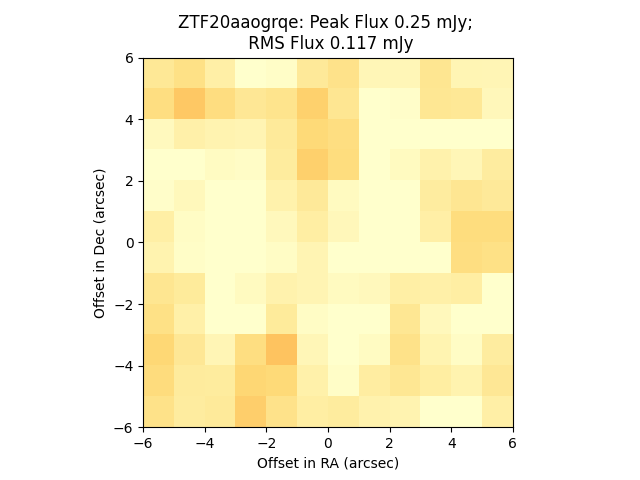 ZTF20aaogrqe: Peak Flux 0.25 mJy;
RMS Flux 0.117 mJy
6
4
2
0
−2
−4
−6
Offset in Dec (arcsec)
−6 −4 −2 0 2 4 6
Offset in RA (arcsec)